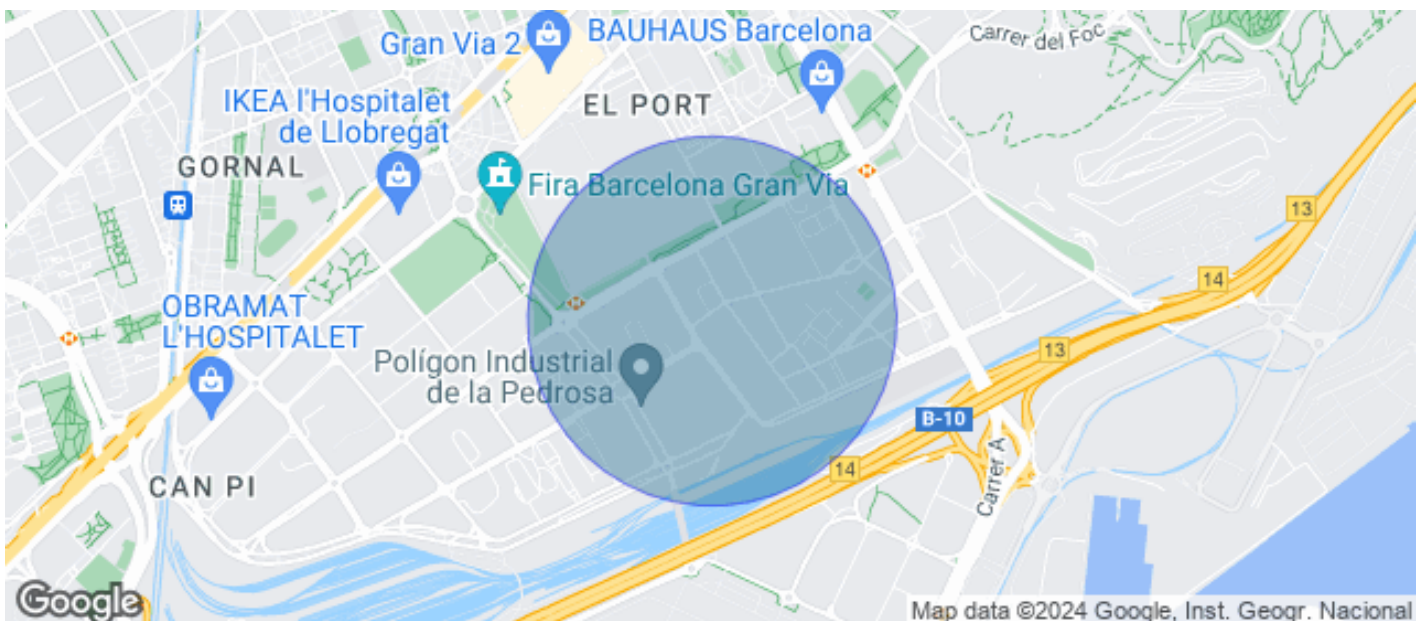 Gran Via 2
BAUHAUS Barcelona
Carrer del Foc
IKEA l'Hospitalet
de Llobregat
EL PORT
GORNAL
Fira Barcelona Gran Via
13
14
OBRAMAT
L'HOSPITALET
13
Polígon Industrial
de la Pedrosa
B-10
14
Carrer A
CAN PI
Google
Map data ©2024 Google, Inst. Geogr. Nacional